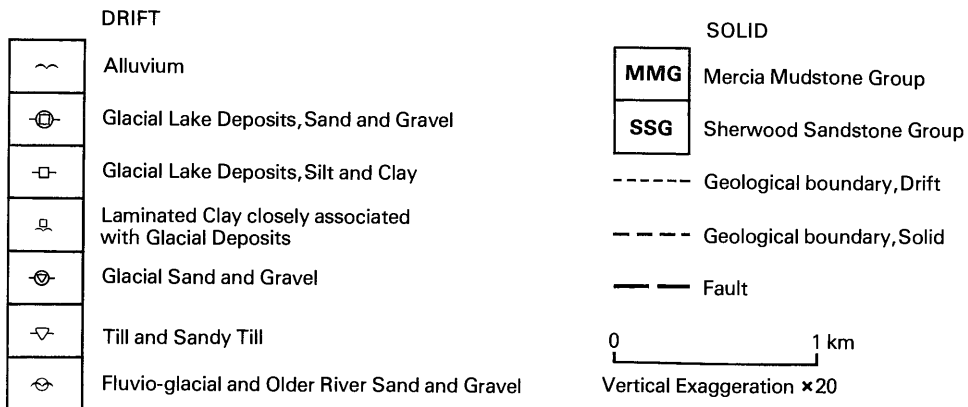 DRIFT
Alluvium
Glacial Lake Deposits, Sand and Gravel
Glacial Lake Deposits, Silt and Clay
Laminated Clay closely associated
with Glacial Deposits
Glacial Sand and Gravel
Till and Sandy Till
Fluvio-glacial and Older River Sand and Gravel
SOLID
MMG Mercia Mudstone Group
SSG Sherwood Sandstone Group
Geological boundary, Drift
Geological boundary, Solid
Fault
0 1 km
Vertical Exaggeration ×20